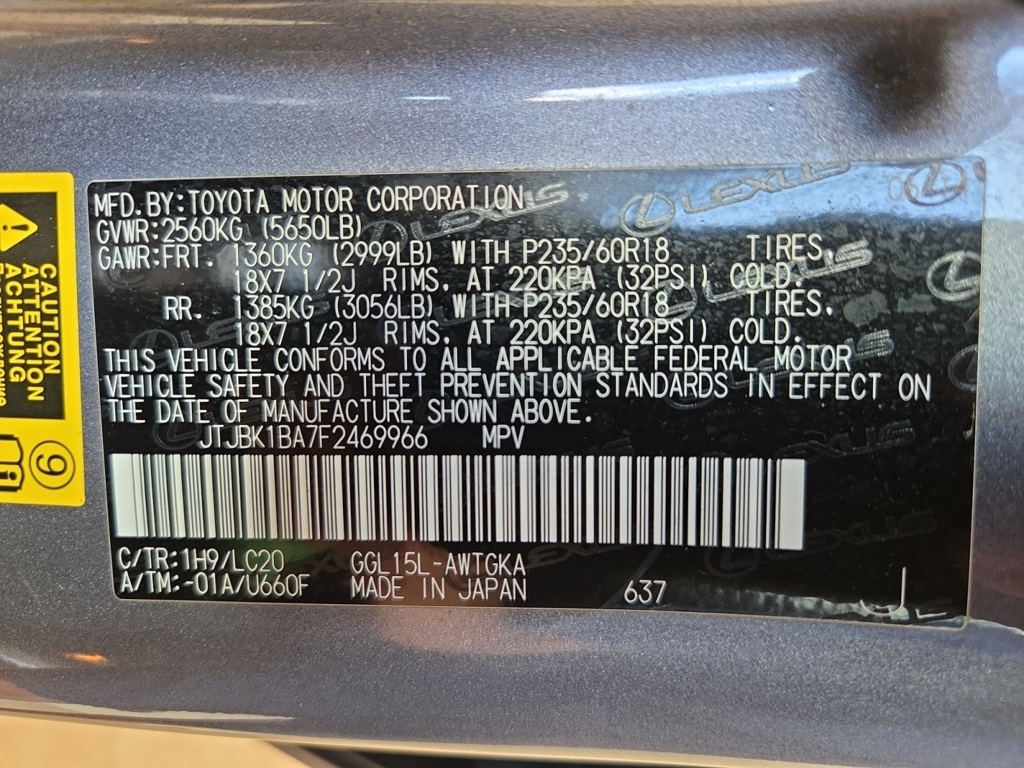 MFD.BY:TOYOTA MOTOR CORPORATION
GVWR:2560KG (5650LB)
GAWR:FRT. 1360KG (2999LB) WITH P235/60R18 TIRES.
18X7 1/2J RIMS. AT 220KPA (32PSI) COLD.
RR. 1385KG (3056LB) WITH P235/60R18 TIRES.
18X7 1/2J RIMS. AT 220KPA (32PSI) COLD.
THIS VEHICLE CONFORMS TO ALL APPLICABLE FEDERAL MOTOR
VEHICLE SAFETY AND THEFT PREVENTION STANDARDS IN EFFECT ON
THE DATE OF MANUFACTURE SHOWN ABOVE.
JTJBK1BA7F2469966 MPV
C/TR:1H9/LC20 GGL15L-AWTGKA
A/TM:-01A/U660F MADE IN JAPAN 637
LEXUS
LEXUS
LEXUS
LEXUS
CAUTION
ATTENTION
ACHTUNG
9